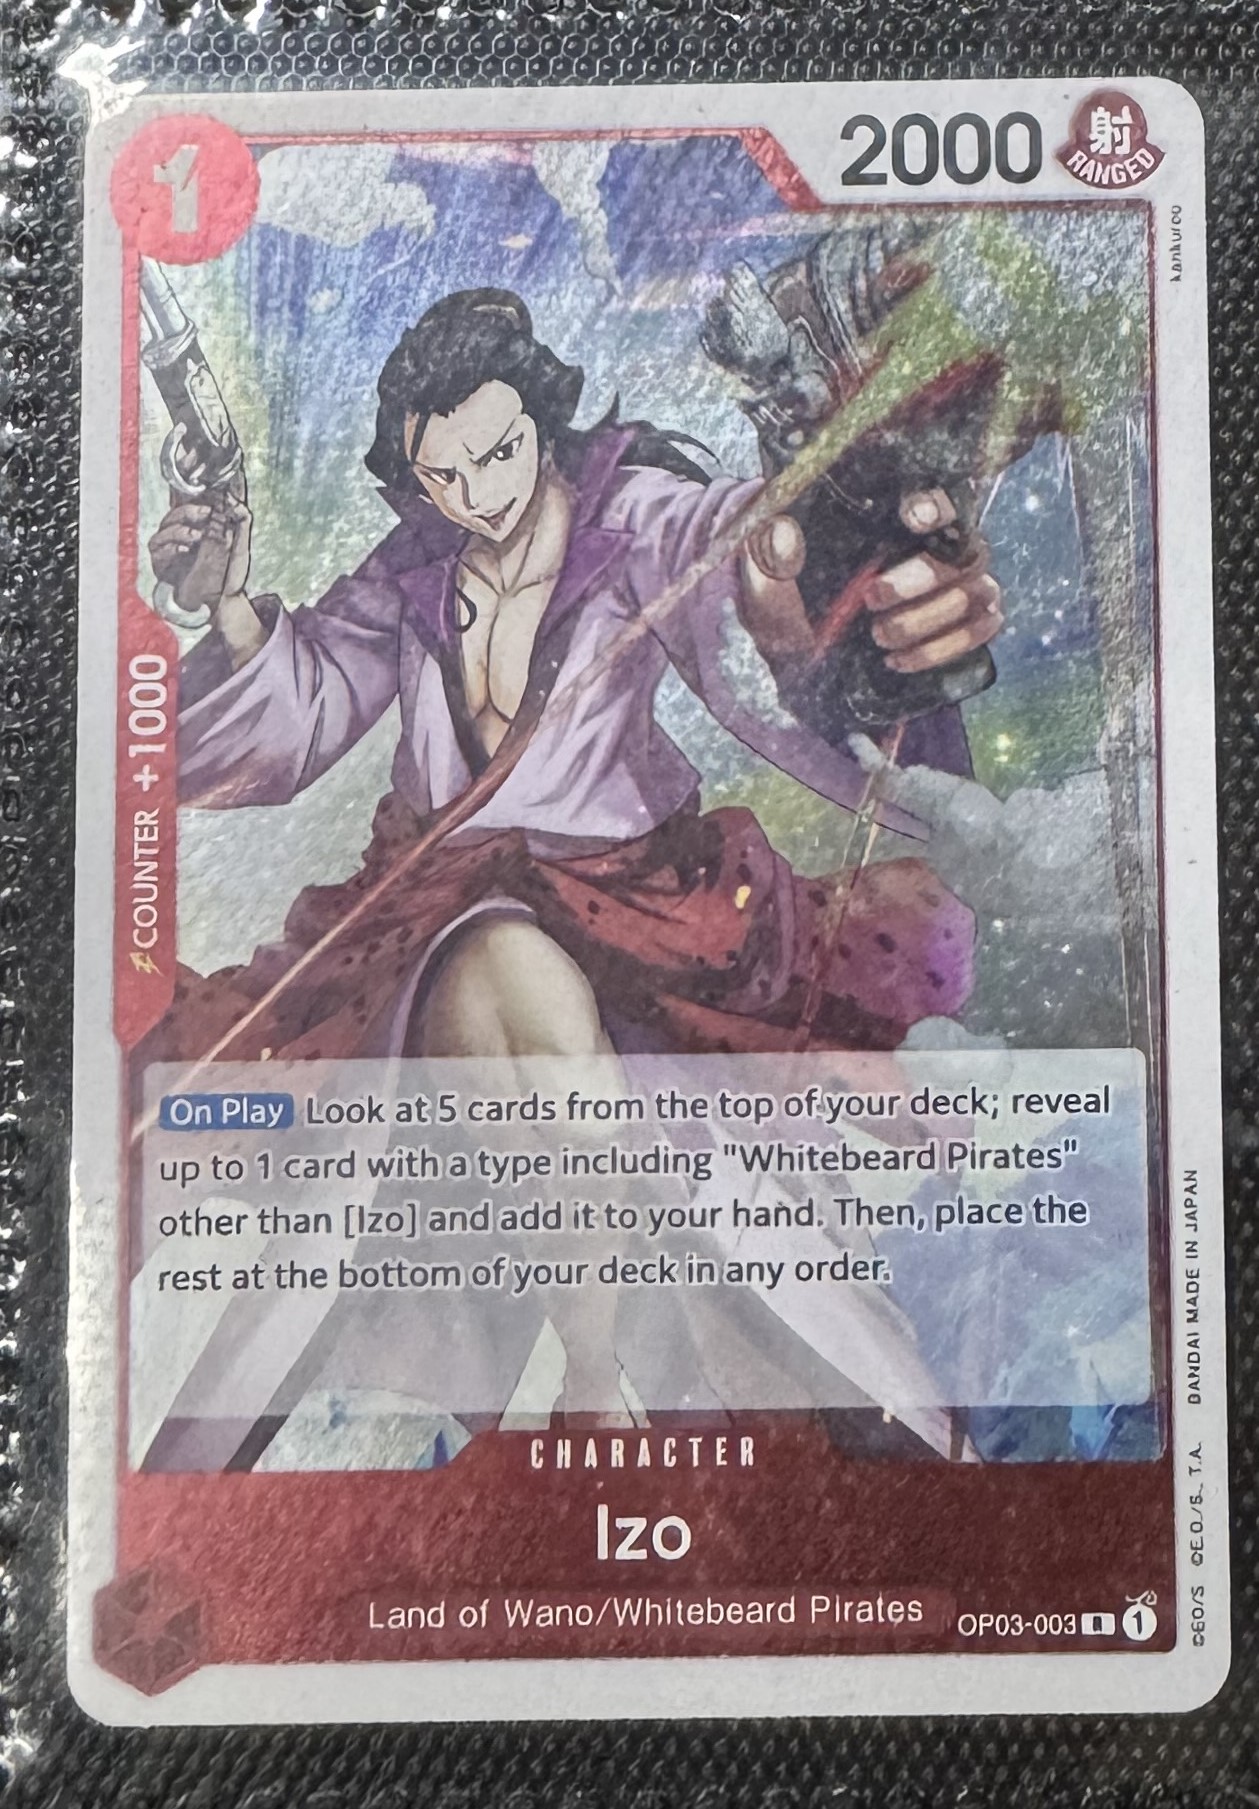 1
2000
射
RANGED
kanhurou
COUNTER +1000
On Play Look at 5 cards from the top of your deck; reveal
up to 1 card with a type including "Whitebeard Pirates"
other than [Izo] and add it to your hand. Then, place the
rest at the bottom of your deck in any order.
CHARACTER
Izo
Land of Wano/Whitebeard Pirates
OP03-003 R 1
©EO/S ©E.O./S., T.A. BANDAI MADE IN JAPAN